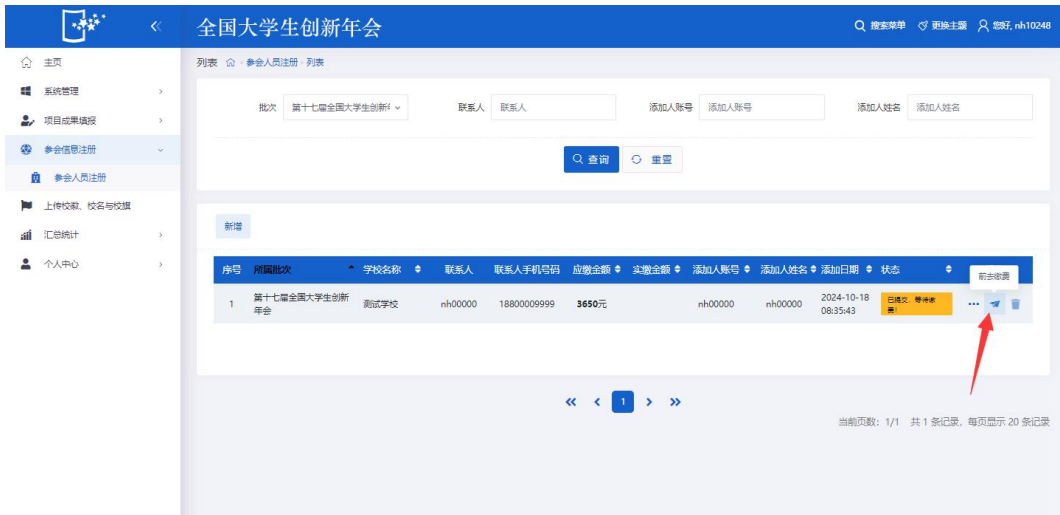 全国大学生创新年会
搜索菜单 更换主题 您好, nh10248
主页
系统管理
项目成果填报
参会信息注册
参会人员注册
上传校徽、校名与校旗
汇总统计
个人中心
列表 参会人员注册 列表
批次 第十七届全国大学生创新年 联系人 联系人 添加人账号 添加人账号 添加人姓名 添加人姓名
查询 重置
新增
序号 所属批次 学校名称 联系人 联系人手机号码 应缴金额 实缴金额 添加人账号 添加人姓名 添加日期 状态
前去缴费
1 第十七届全国大学生创新年会 测试学校 nh00000 18800009999 3650元 nh00000 nh00000 2024-10-18 08:35:43 已提交，等待缴费!
1
当前页数: 1/1 共 1 条记录, 每页显示 20 条记录